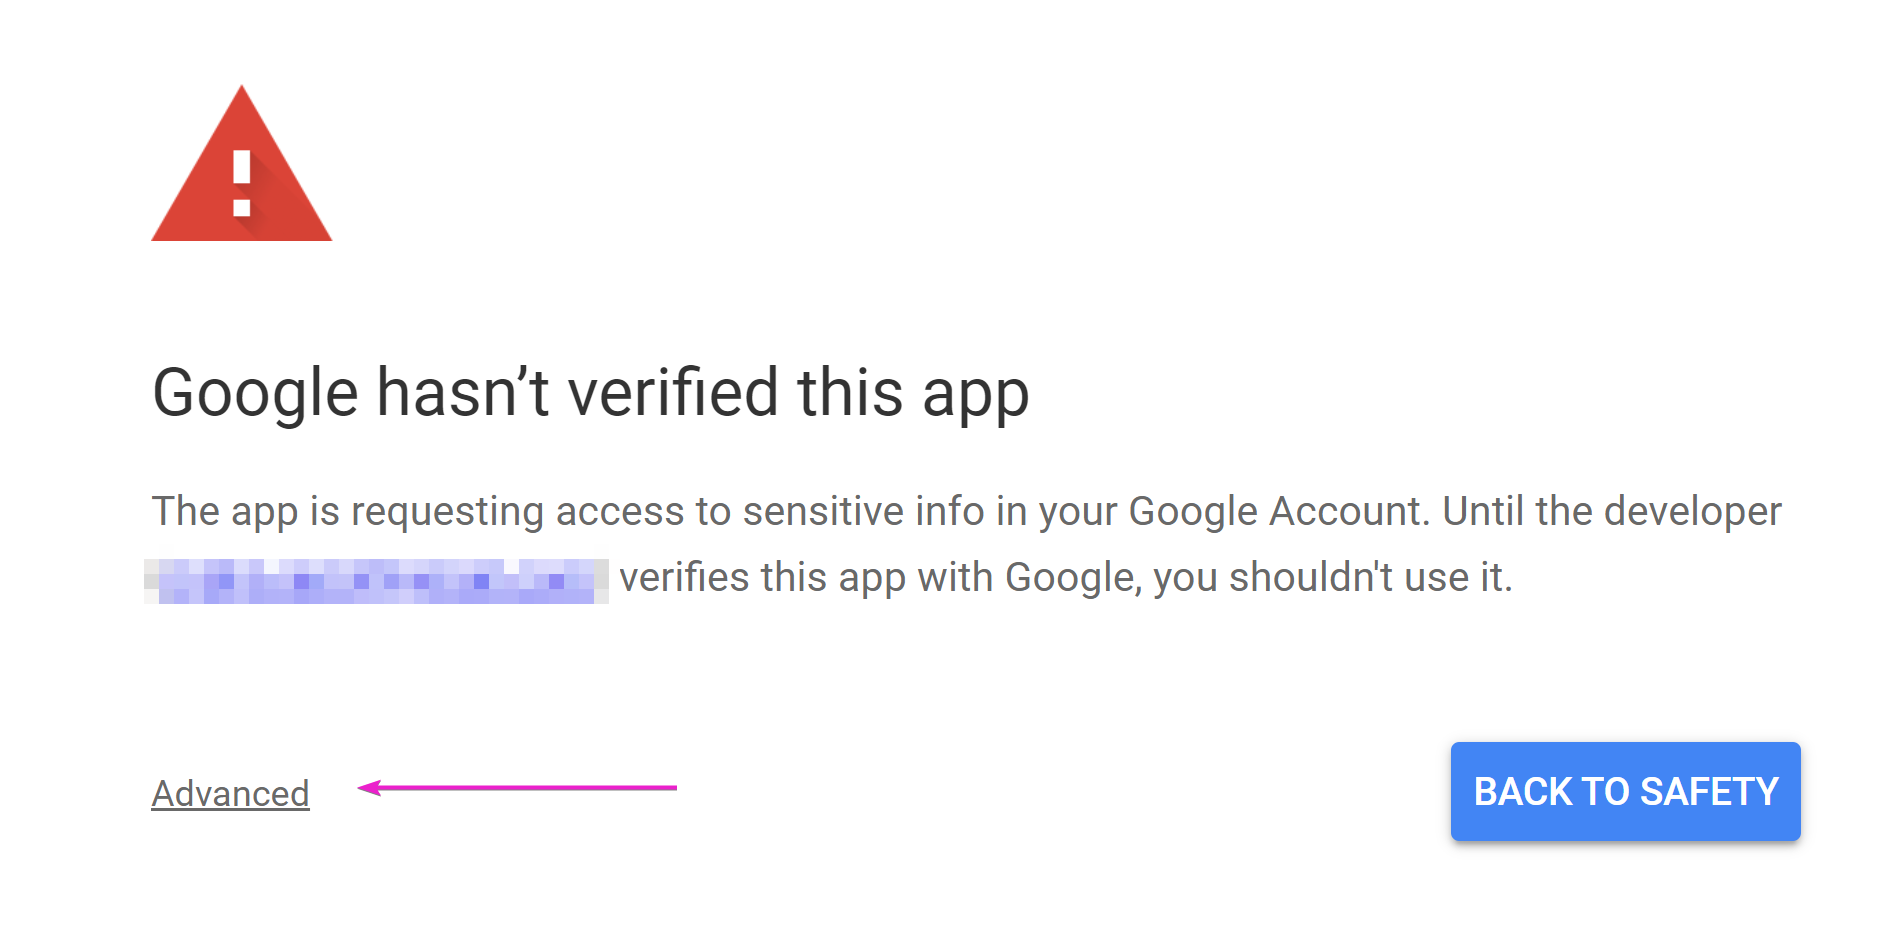 Google hasn’t verified this app
The app is requesting access to sensitive info in your Google Account. Until the developer
verifies this app with Google, you shouldn't use it.
Advanced
BACK TO SAFETY